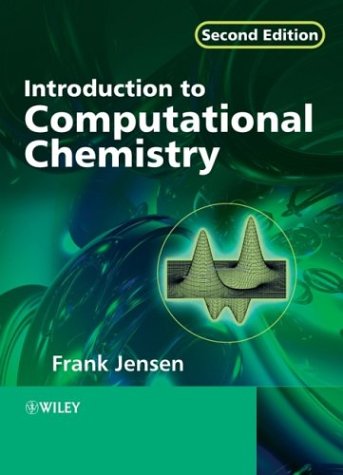 Second Edition
Introduction to
Computational
Chemistry
Frank Jensen
WILEY